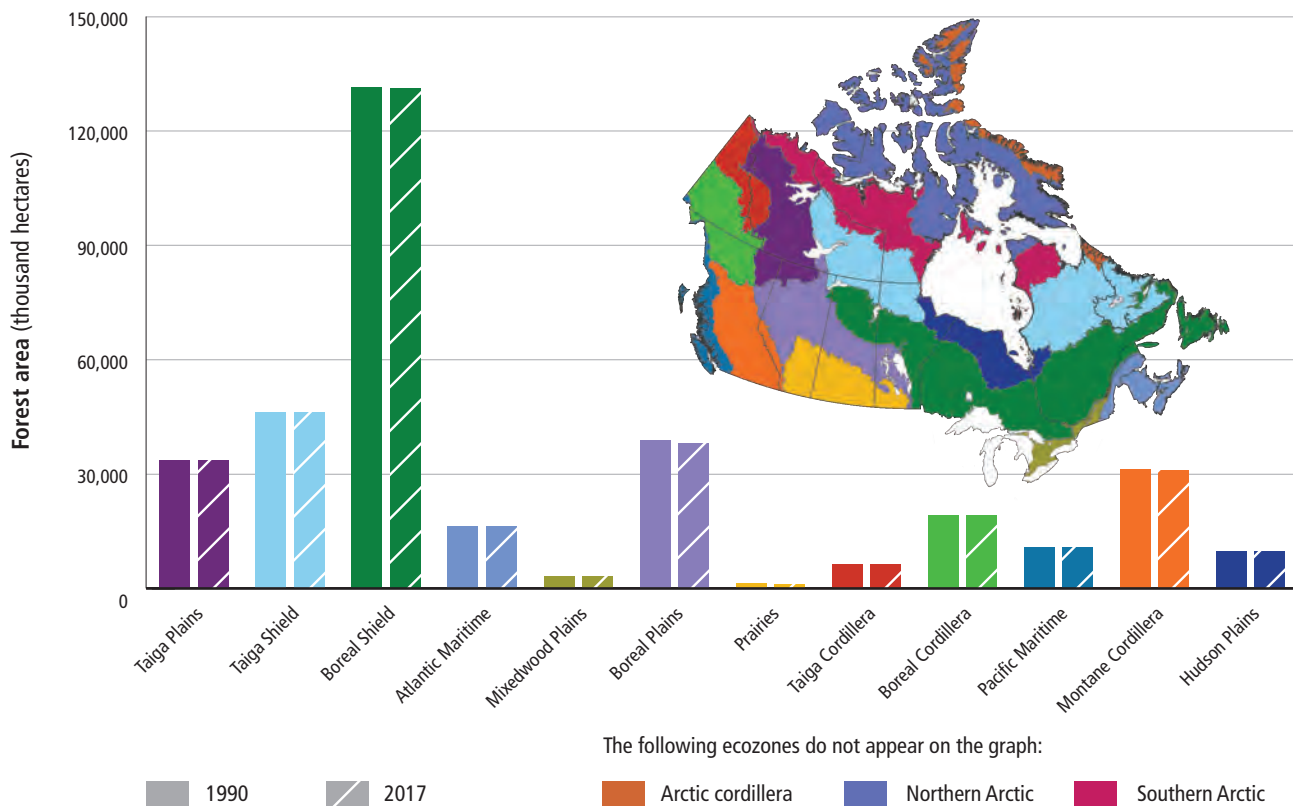 150,000
120,000
90,000
60,000
30,000
0
Forest area (thousand hectares)
Taiga Plains
Taiga Shield
Boreal Shield
Atlantic Maritime
Mixedwood Plains
Boreal Plains
Prairies
Taiga Cordillera
Boreal Cordillera
Pacific Maritime
Montane Cordillera
Hudson Plains
The following ecozones do not appear on the graph:
1990 2017 Arctic cordillera Northern Arctic Southern Arctic